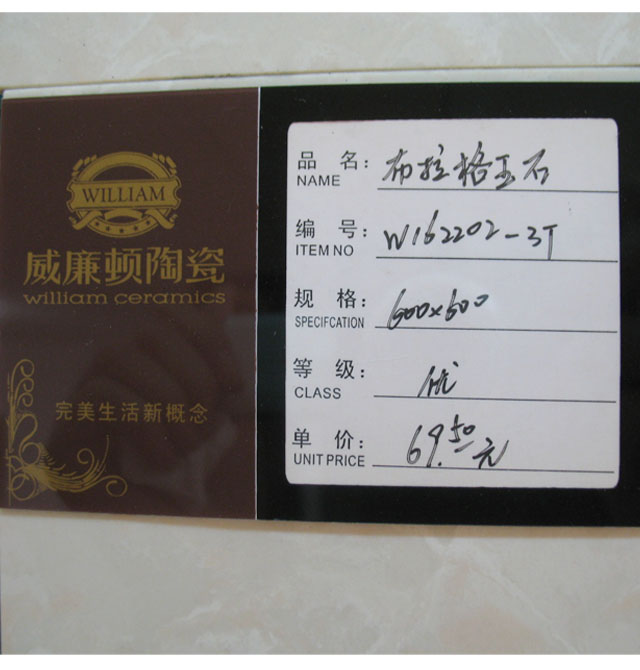 WILLIAM
威廉顿陶瓷
william ceramics
完美生活新概念
品 名: 布拉格玉石
NAME
编 号: W162202-3T
ITEM NO
规 格: 600×600
SPECIFCATION
等 级: 优
CLASS
单 价: 69.50元
UNIT PRICE